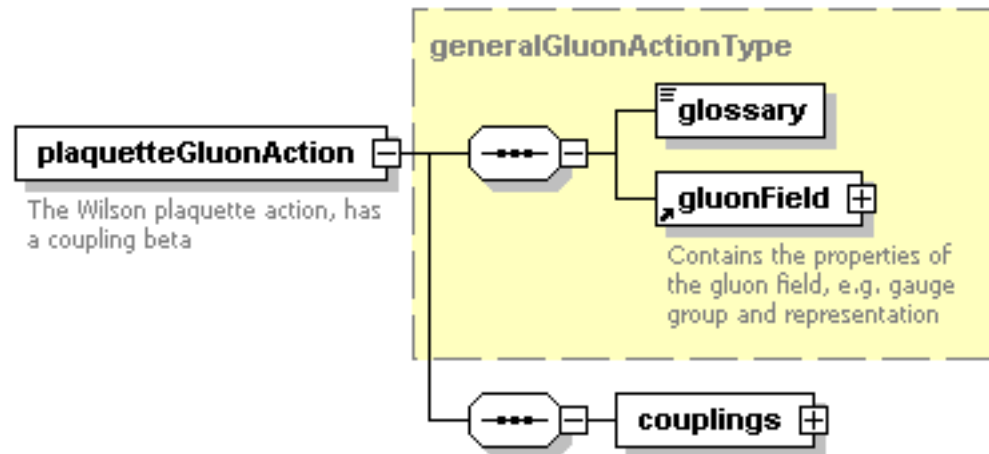 generalGluonActionType
glossary
plaquetteGluonAction
The Wilson plaquette action, has
a coupling beta
gluonField
Contains the properties of
the gluon field, e.g. gauge
group and representation
couplings